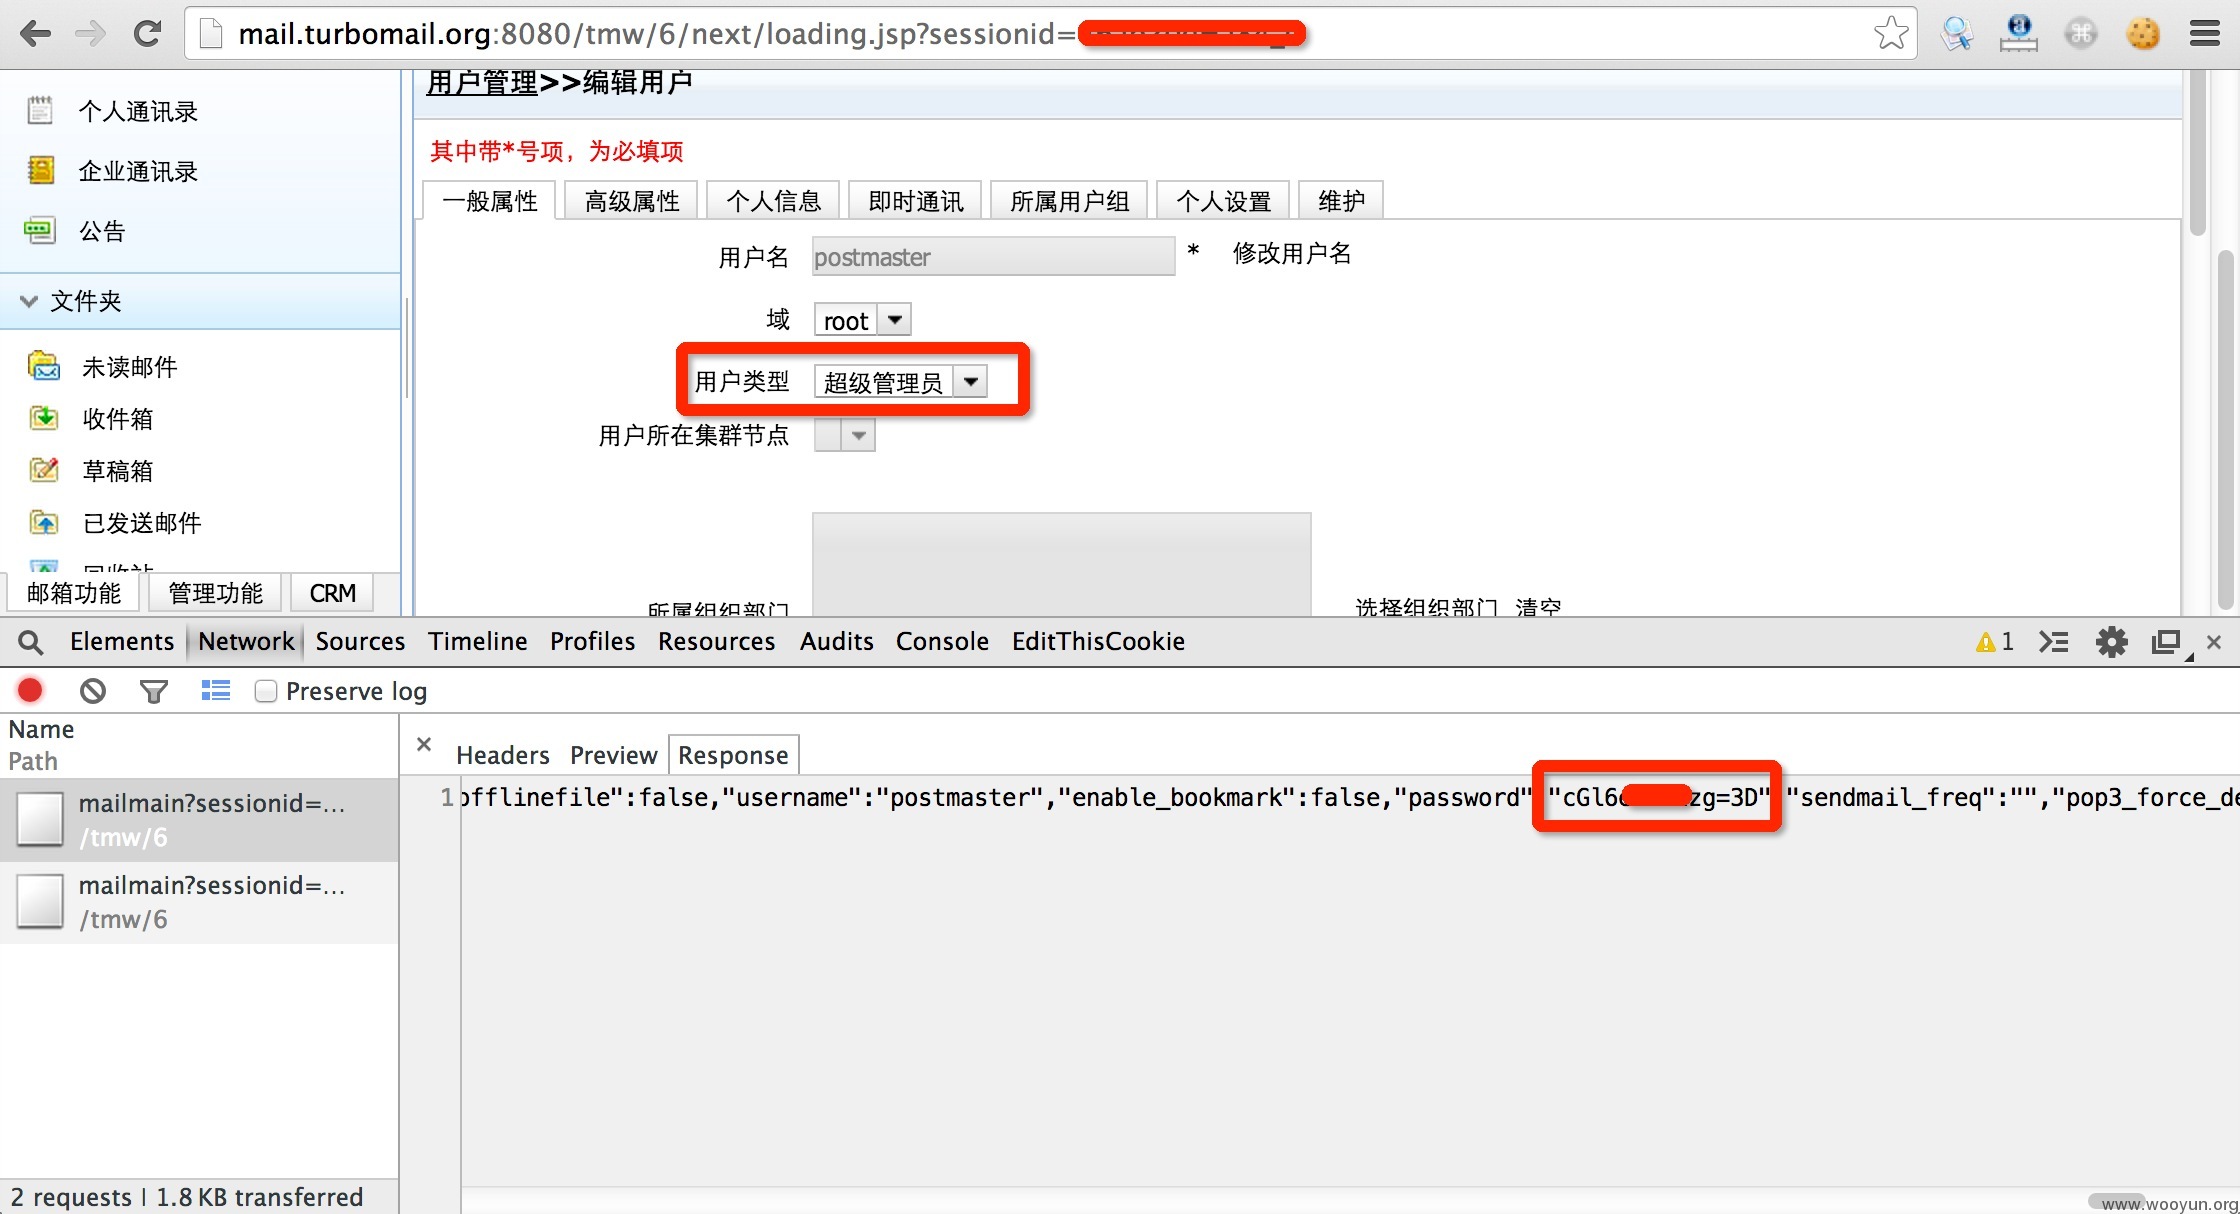 mail.turbomail.org:8080/tmw/6/next/loading.jsp?sessionid=
个人通讯录
企业通讯录
公告
文件夹
未读邮件
收件箱
草稿箱
已发送邮件
回收站
邮箱功能 管理功能 CRM
用户管理>>编辑用户
其中带*号项，为必填项
一般属性 高级属性 个人信息 即时通讯 所属用户组 个人设置 维护
用户名 postmaster * 修改用户名
域 root
用户类型 超级管理员
用户所在集群节点
所属组织部门 选择组织部门 清空
Elements Network Sources Timeline Profiles Resources Audits Console EditThisCookie 1
Preserve log
Name
Path
mailmain?sessionid=...
/tmw/6
mailmain?sessionid=...
/tmw/6
2 requests | 1.8 KB transferred
× Headers Preview Response
1 offlinefile":false,"username":"postmaster","enable_bookmark":false,"password" "cGl6 zg=3D" "sendmail_freq":"","pop3_force_de
www.wooyun.org